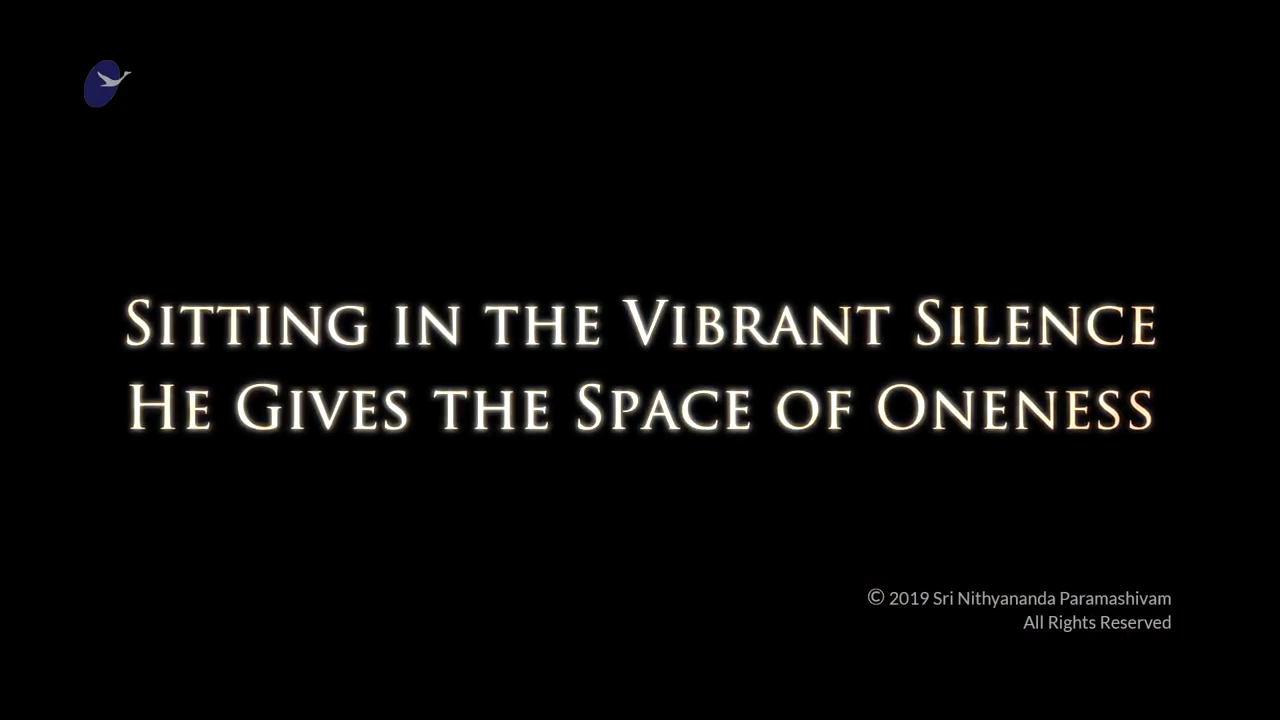 Sitting in the Vibrant Silence
He Gives the Space of Oneness
© 2019 Sri Nithyananda Paramashivam
All Rights Reserved